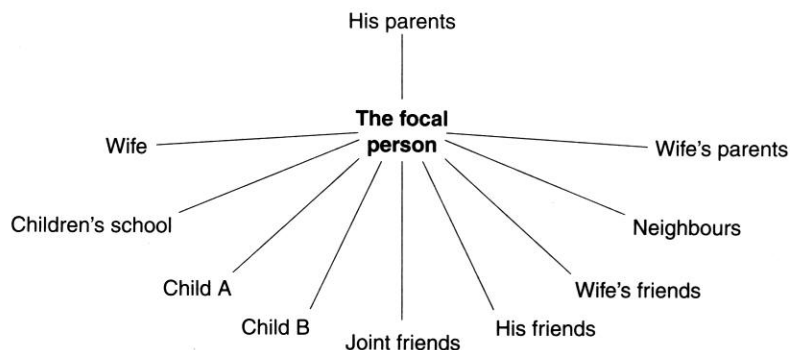 His parents
The focal
person
Wife
Wife's parents
Children's school
Neighbours
Child A
Wife's friends
Child B
His friends
Joint friends